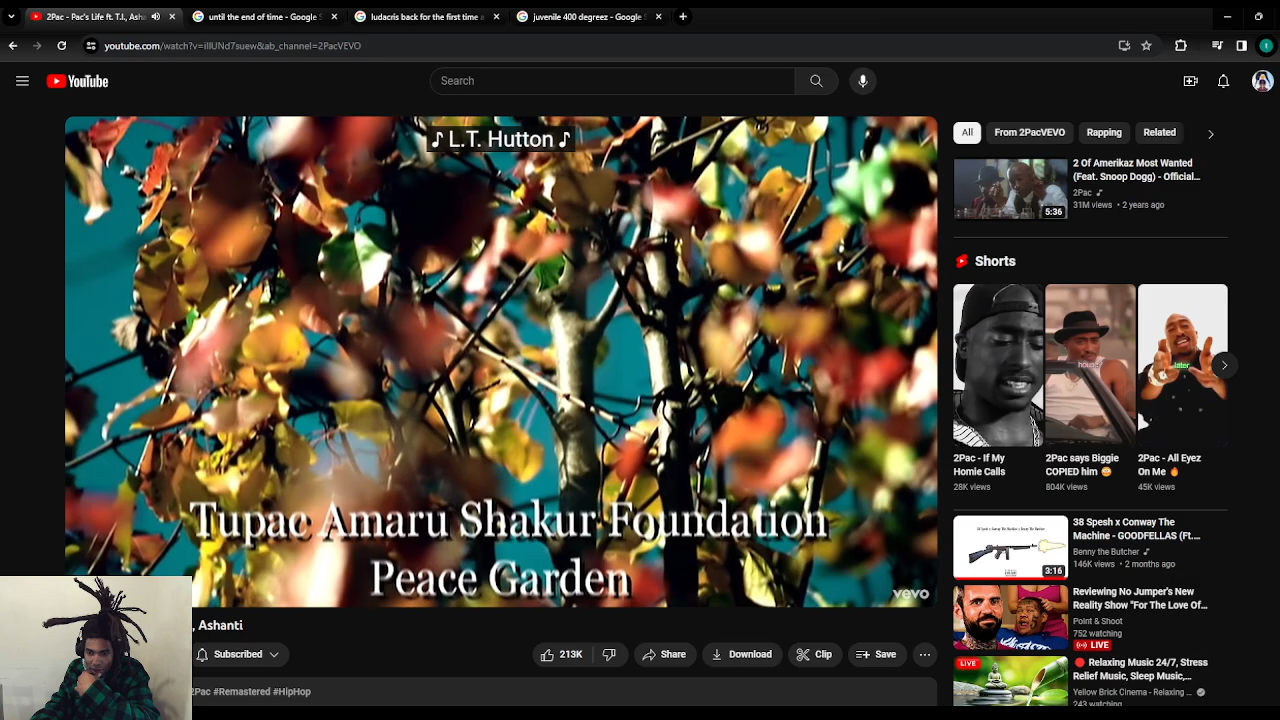 2Pac - Pac's Life ft. T.I., Asha
until the end of time - Google S
ludacris back for the first time a
juvenile 400 degreez - Google S
youtube.com/watch?v=illUNd7suew&ab_channel=2PacVEVO
YouTube
Search
♪ L.T. Hutton ♪
Tupac Amaru Shakur Foundation
Peace Garden
vevo
, Ashanti
Subscribed
213K
Share
Download
Clip
Save
2Pac #Remastered #HipHop
All
From 2PacVEVO
Rapping
Related
2 Of Amerikaz Most Wanted
(Feat. Snoop Dogg) - Official...
2Pac
31M views • 2 years ago
5:36
Shorts
house?
later
2Pac - If My
Homie Calls
28K views
2Pac says Biggie
COPIED him 😳
804K views
2Pac - All Eyez
On Me 🔥
45K views
38 Spesh x Conway The
Machine - GOODFELLAS (Ft....
Benny the Butcher
146K views • 2 months ago
3:16
Reviewing No Jumper's New
Reality Show "For The Love Of...
Point & Shoot
752 watching
LIVE
LIVE
🔴 Relaxing Music 24/7, Stress
Relief Music, Sleep Music,...
Yellow Brick Cinema - Relaxing ...
243 watching